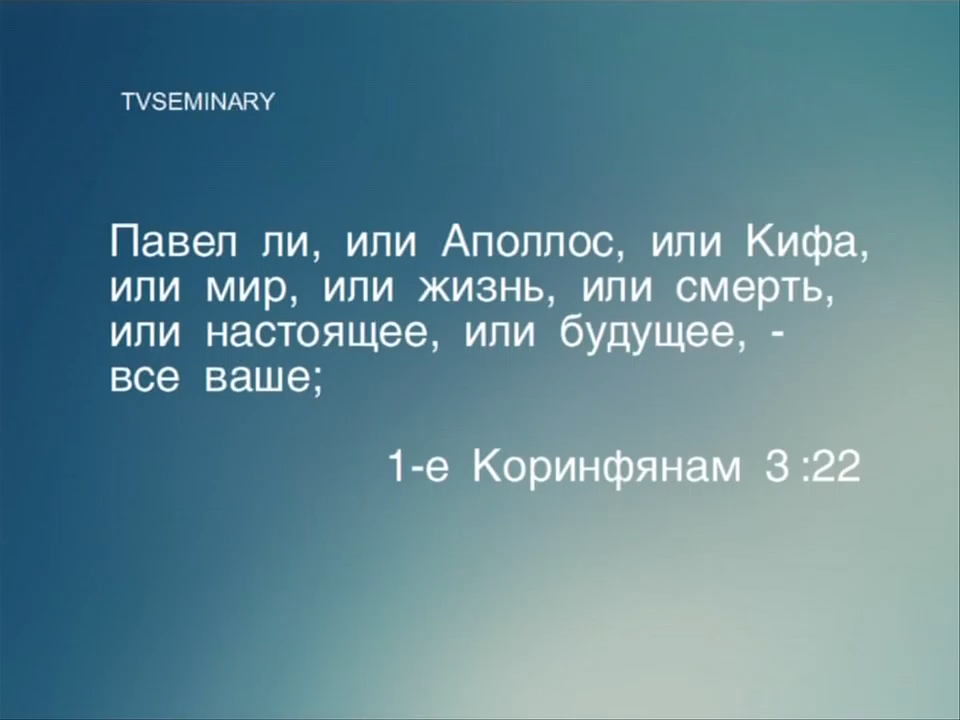 TVSEMINARY
Павел ли, или Аполлос, или Кифа,
или мир, или жизнь, или смерть,
или настоящее, или будущее, -
все ваше;
1-е Коринфянам 3 :22